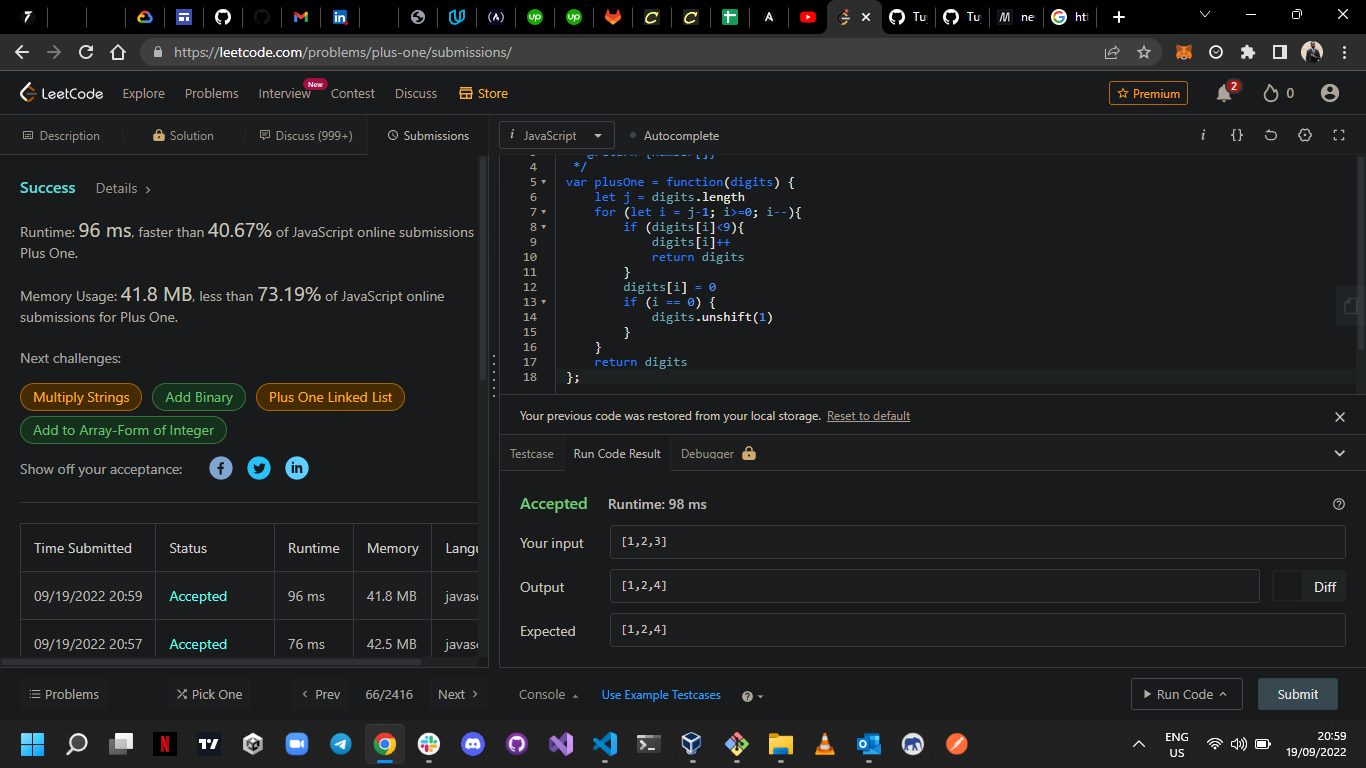 Tu
Tu
ne
ht
https://leetcode.com/problems/plus-one/submissions/
LeetCode Explore Problems Interview New Contest Discuss Store Premium 2 0
Description Solution Discuss (999+) Submissions
i JavaScript Autocomplete
Success Details
Runtime: 96 ms, faster than 40.67% of JavaScript online submissions
Plus One.
Memory Usage: 41.8 MB, less than 73.19% of JavaScript online
submissions for Plus One.
Next challenges:
Multiply Strings Add Binary Plus One Linked List
Add to Array-Form of Integer
Show off your acceptance:
Time Submitted Status Runtime Memory Langu
09/19/2022 20:59 Accepted 96 ms 41.8 MB javasc
09/19/2022 20:57 Accepted 76 ms 42.5 MB javasc
4 */
5 var plusOne = function(digits) {
6 let j = digits.length
7 for (let i = j-1; i>=0; i--){
8 if (digits[i]<9){
9 digits[i]++
10 return digits
11 }
12 digits[i] = 0
13 if (i == 0) {
14 digits.unshift(1)
15 }
16 }
17 return digits
18 };
Your previous code was restored from your local storage. Reset to default
Testcase Run Code Result Debugger
Accepted Runtime: 98 ms
Your input [1,2,3]
Output [1,2,4] Diff
Expected [1,2,4]
Problems Pick One Prev 66/2416 Next
Console Use Example Testcases Run Code Submit
ENG
US
20:59
19/09/2022